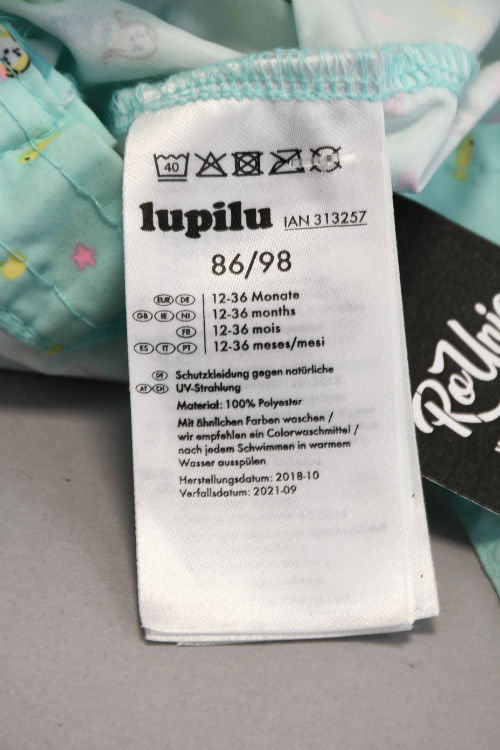 40
lupilu IAN 313257
86/98
EUR DE 12-36 Monate
GB IE NI 12-36 months
FR 12-36 mois
ES IT PT 12-36 meses/mesi
DE Schutzkleidung gegen natürliche
AT CH UV-Strahlung
Material: 100% Polyester
Mit ähnlichen Farben waschen /
wir empfehlen ein Colorwaschmittel /
nach jedem Schwimmen in warmem
Wasser ausspülen
Herstellungsdatum: 2018-10
Verfallsdatum: 2021-09